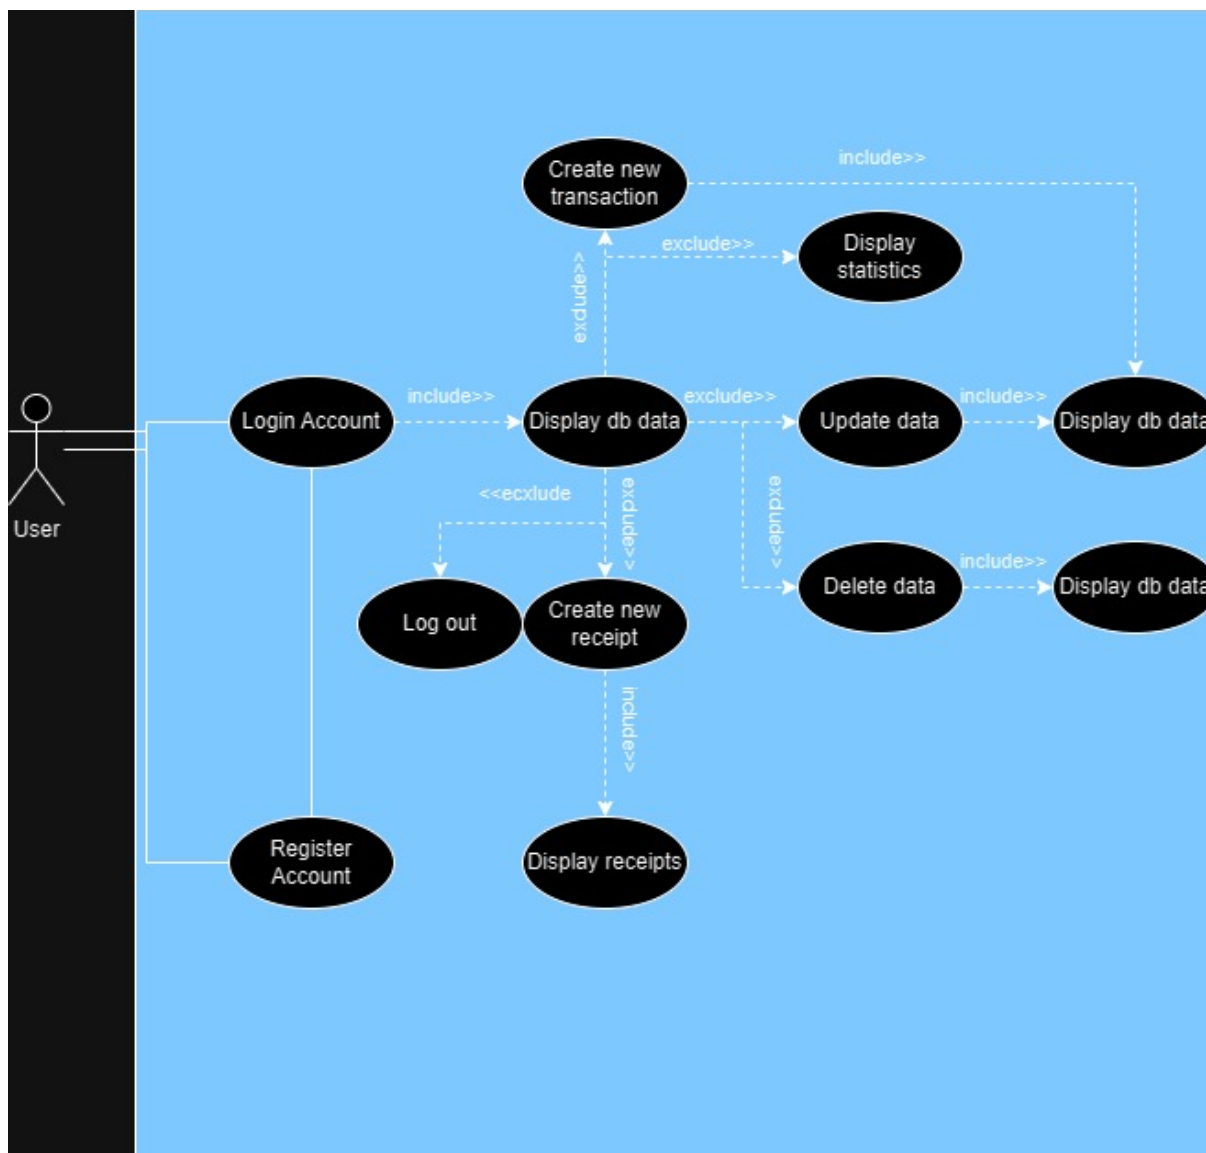 Create new
transaction
include>>
exclude>>
Display
statistics
exclude>>
Login Account
include>>
Display db data
exclude>>
Update data
include>>
Display db data
User
<<ecxlude
exclude>>
exclude>>
Log out
Create new
receipt
Delete data
include>>
Display db data
include>>
Register
Account
Display receipts